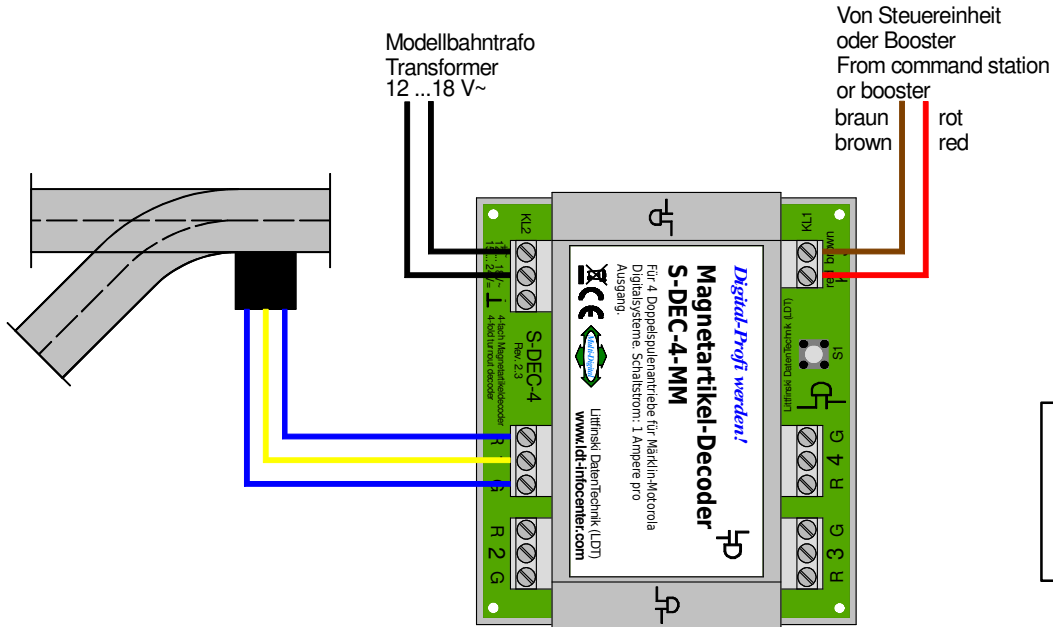 Modellbahntrafo
Transformer
12 ...18 V~
Von Steuereinheit
oder Booster
From command station
or booster
braun
brown
rot
red
KL2
KL1
red brown
S-DEC-4
Rev. 2.3
4-fach Magnetartikeldecoder
4-fold turnout decoder
Digital-Profi werden!
Magnetartikel-Decoder
S-DEC-4-MM
Für 4 Doppelspulenantriebe für Märklin-Motorola
Digitalsysteme. Schaltstrom: 1 Ampere pro
Ausgang.
CE
Multi-Digital
Littfinski DatenTechnik (LDT)
www.ldt-infocenter.com
Littfinski DatenTechnik (LDT)
S1
R
G
R 2 G
R 4 G
R 3 G